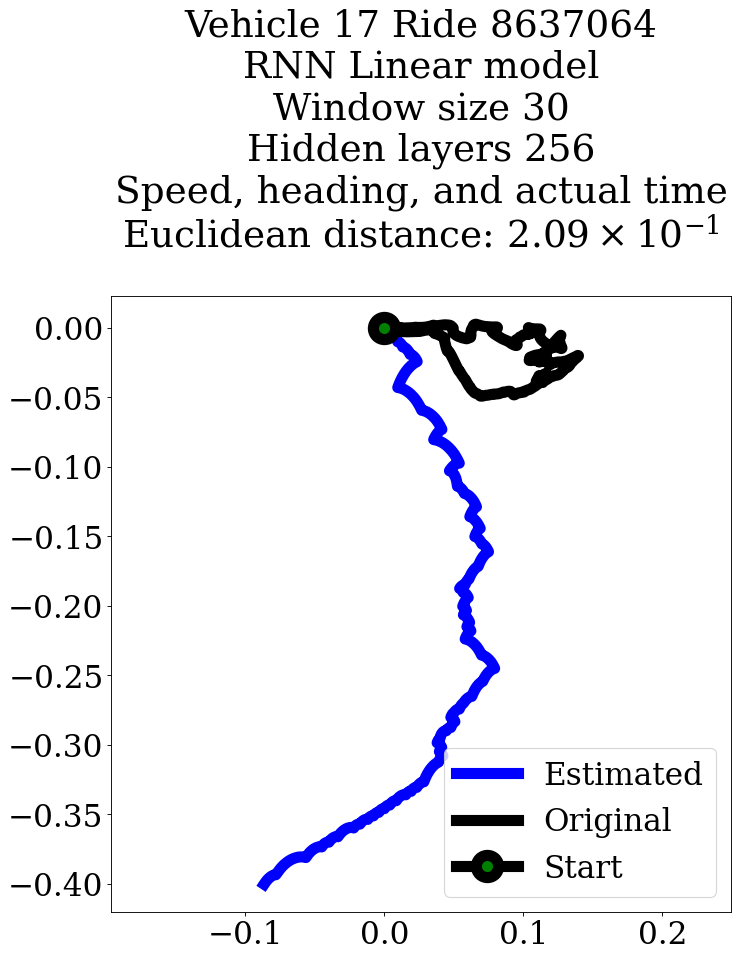 Vehicle 17 Ride 8637064
RNN Linear model
Window size 30
Hidden layers 256
Speed, heading, and actual time
Euclidean distance: 2.09 × 10⁻¹
0.00
−0.05
−0.10
−0.15
−0.20
−0.25
−0.30
−0.35
−0.40
Estimated
Original
Start
−0.1 0.0 0.1 0.2